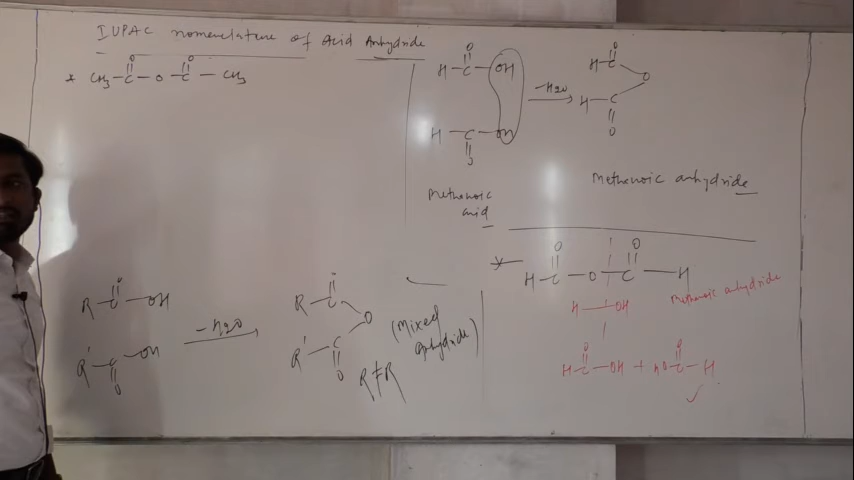 IUPAC nomenclature of Acid Anhydride
* CH3-C-O-C-CH3
O O
O
H-C-OH
H-C-OH
O
-H2O
O
H-C
O
H-C
O
Methanoic
acid
Methanoic anhydride
O O
H-C-O-C-H
H-OH
Methanoic anhydride
O O
H-C-OH + HO-C-H
✓
O
R-C-OH
R'-C-OH
O
-H2O
O
R-C
O
R'-C
O
(Mixed
Anhydride)
R≠R